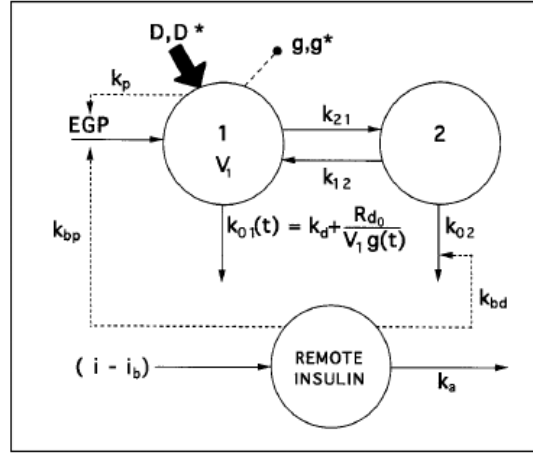 D, D*
g, g*
k_p
EGP
1
V_1
k_21
2
k_12
k_bp
k_01(t) = k_d + Rd_0 / V_1 g(t)
k_02
k_bd
(i - i_b)
REMOTE
INSULIN
k_a